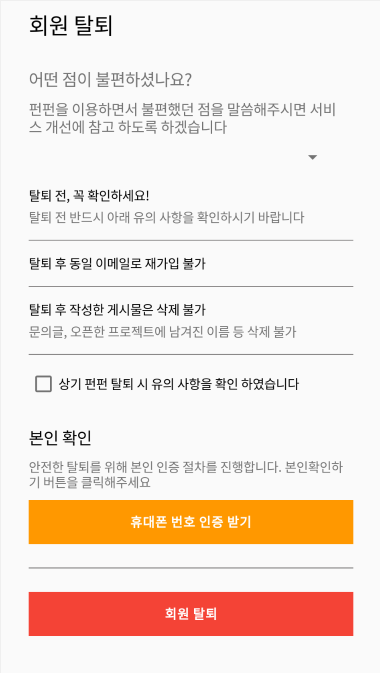 회원 탈퇴
어떤 점이 불편하셨나요?
펀펀을 이용하면서 불편했던 점을 말씀해주시면 서비
스 개선에 참고 하도록 하겠습니다
탈퇴 전, 꼭 확인하세요!
탈퇴 전 반드시 아래 유의 사항을 확인하시기 바랍니다
탈퇴 후 동일 이메일로 재가입 불가
탈퇴 후 작성한 게시물은 삭제 불가
문의글, 오픈한 프로젝트에 남겨진 이름 등 삭제 불가
상기 펀펀 탈퇴 시 유의 사항을 확인 하였습니다
본인 확인
안전한 탈퇴를 위해 본인 인증 절차를 진행합니다. 본인확인하
기 버튼을 클릭해주세요
휴대폰 번호 인증 받기
회원 탈퇴